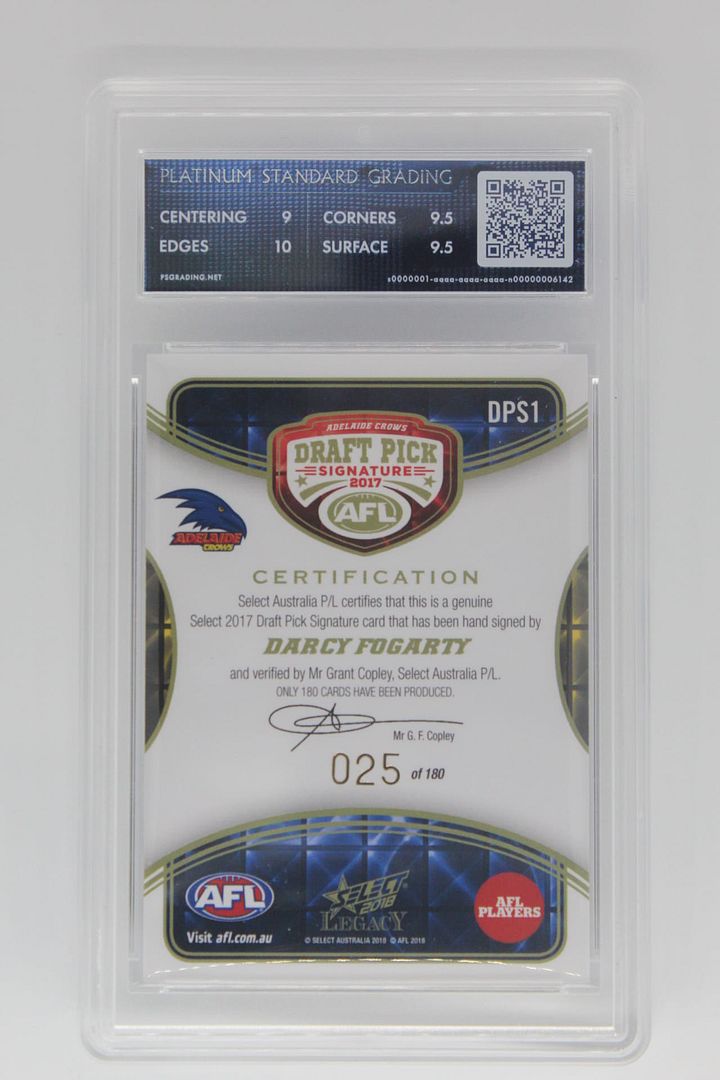 PLATINUM STANDARD GRADING
CENTERING 9 CORNERS 9.5
EDGES 10 SURFACE 9.5
PSGRADING.NET s0000001-aaaa-aaaa-aaaa-n00000006142
DPS1
ADELAIDE CROWS
DRAFT PICK
SIGNATURE
2017
AFL
ADELAIDE
CROWS
CERTIFICATION
Select Australia P/L certifies that this is a genuine
Select 2017 Draft Pick Signature card that has been hand signed by
DARCY FOGARTY
and verified by Mr Grant Copley, Select Australia P/L.
ONLY 180 CARDS HAVE BEEN PRODUCED.
Mr G. F. Copley
025 of 180
AFL
Visit afl.com.au
SELECT
2018
LEGACY
© SELECT AUSTRALIA 2018 © AFL 2018
AFL
PLAYERS